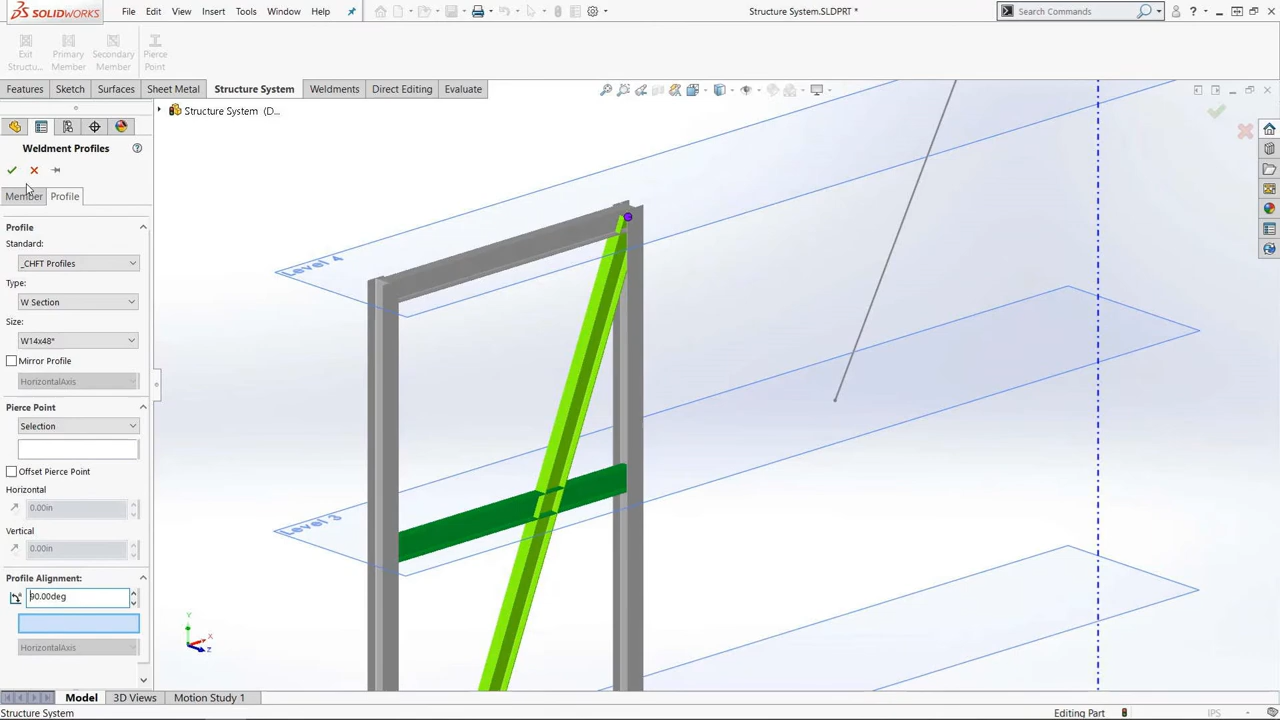 SOLIDWORKS
File Edit View Insert Tools Window Help
Structure System.SLDPRT *
Search Commands
Exit Structu...
Primary Member
Secondary Member
Pierce Point
Features Sketch Surfaces Sheet Metal Structure System Weldments Direct Editing Evaluate
Structure System (D...
Weldment Profiles
Member Profile
Profile
Standard:
_CHFT Profiles
Type:
W Section
Size:
W14x48*
Mirror Profile
HorizontalAxis
Pierce Point
Selection
Offset Pierce Point
Horizontal
0.00in
Vertical
0.00in
Profile Alignment:
90.00deg
HorizontalAxis
Level 4
Level 3
Y
X
Z
Model 3D Views Motion Study 1
Structure System
Editing Part
IPS